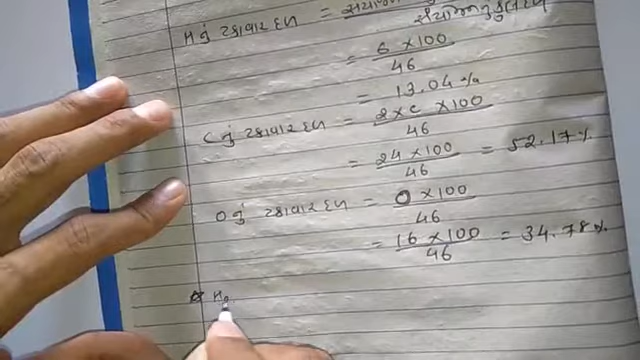 H નું ટકાવાર દળ =
= 6 × 100 / 46
= 13.04 %
C નું ટકાવાર દળ = 2 × C × 100 / 46
= 24 × 100 / 46 = 52.17 %
O નું ટકાવાર દળ = O × 100 / 46
= 16 × 100 / 46 = 34.78 %
* H₂